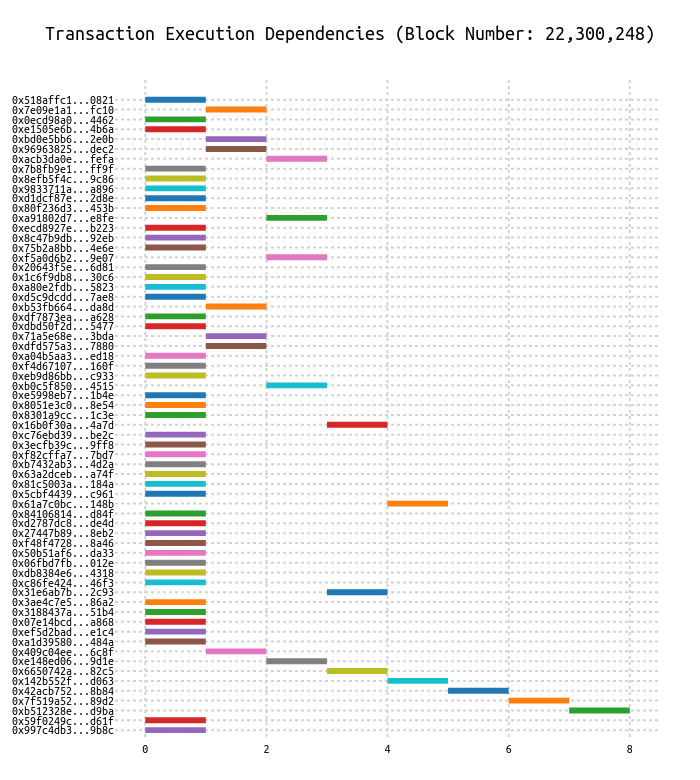 Transaction Execution Dependencies (Block Number: 22,300,248)
0x518affc1...0821
0x7e09e1a1...fc10
0x0ecd98a0...4462
0xe1505e6b...4b6a
0xbd0e5bb6...2e0b
0x96963825...dec2
0xacb3da0e...fefa
0x7b8fb9e1...ff9f
0x8efb5f4c...9c86
0x9833711a...a896
0xd1dcf87e...2d8e
0x80f236d3...453b
0xa91802d7...e8fe
0xecd8927e...b223
0x8c47b9db...92eb
0x75b2a8bb...4e6e
0xf5a0d6b2...9e07
0x20643f5e...6d81
0x1c6f9db8...30c6
0xa80e2fdb...5823
0xd5c9dcdd...7ae8
0xb53fb664...da8d
0xdf7873ea...a628
0xdbd50f2d...5477
0x71a5e68e...3bda
0xdfd575a3...7880
0xa04b5aa3...ed18
0xf4d67107...160f
0xeb9d86bb...c933
0xb0c5f850...4515
0xe5998eb7...1b4e
0x8051e3c0...8e54
0x8301a9cc...1c3e
0x16b0f30a...4a7d
0xc76ebd39...be2c
0x3ecfb39c...9ff8
0xf82cffa7...7bd7
0xb7432ab3...4d2a
0x63a2dceb...a74f
0x81c5003a...184a
0x5cbf4439...c961
0x61a7c0bc...148b
0x84106814...d84f
0xd2787dc8...de4d
0x27447b89...8eb2
0xf48f4728...8a46
0x50b51af6...da33
0x06fbd7fb...012e
0xdb8384e6...4318
0xc86fe424...46f3
0x31e6ab7b...2c93
0x3ae4c7e5...86a2
0x3188437a...51b4
0x07e14bcd...a868
0xef5d2bad...e1c4
0xa1d39580...484a
0x409c04ee...6c8f
0xe148ed06...9d1e
0x6650742a...82c5
0x142b552f...d063
0x42acb752...8b84
0x7f519a52...89d2
0xb512328e...d9ba
0x59f0249c...d61f
0x997c4db3...9b8c
0 2 4 6 8